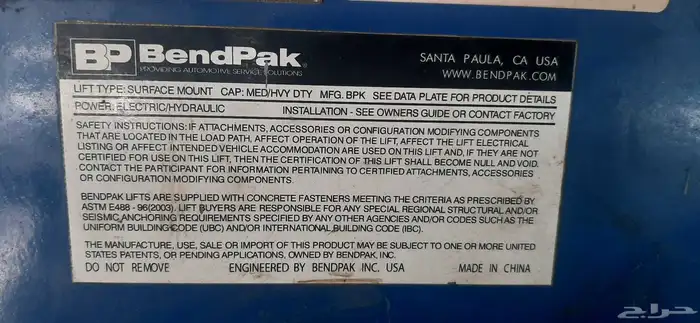 BP BendPak
PROVIDING AUTOMOTIVE SERVICE SOLUTIONS
SANTA PAULA, CA USA
WWW.BENDPAK.COM
LIFT TYPE: SURFACE MOUNT CAP: MED/HVY DTY MFG. BPK SEE DATA PLATE FOR PRODUCT DETAILS
POWER: ELECTRIC/HYDRAULIC INSTALLATION - SEE OWNERS GUIDE OR CONTACT FACTORY
SAFETY INSTRUCTIONS: IF ATTACHMENTS, ACCESSORIES OR CONFIGURATION MODIFYING COMPONENTS
THAT ARE LOCATED IN THE LOAD PATH, AFFECT OPERATION OF THE LIFT, AFFECT THE LIFT ELECTRICAL
LISTING OR AFFECT INTENDED VEHICLE ACCOMMODATION ARE USED ON THIS LIFT AND, IF THEY ARE NOT
CERTIFIED FOR USE ON THIS LIFT, THEN THE CERTIFICATION OF THIS LIFT SHALL BECOME NULL AND VOID.
CONTACT THE PARTICIPANT FOR INFORMATION PERTAINING TO CERTIFIED ATTACHMENTS, ACCESSORIES
OR CONFIGURATION MODIFYING COMPONENTS.
BENDPAK LIFTS ARE SUPPLIED WITH CONCRETE FASTENERS MEETING THE CRITERIA AS PRESCRIBED BY
ASTM E488 - 96(2003). LIFT BUYERS ARE RESPONSIBLE FOR ANY SPECIAL REGIONAL STRUCTURAL AND/OR
SEISMIC ANCHORING REQUIREMENTS SPECIFIED BY ANY OTHER AGENCIES AND/OR CODES SUCH AS THE
UNIFORM BUILDING CODE (UBC) AND/OR INTERNATIONAL BUILDING CODE (IBC).
THE MANUFACTURE, USE, SALE OR IMPORT OF THIS PRODUCT MAY BE SUBJECT TO ONE OR MORE UNITED
STATES PATENTS, OR PENDING APPLICATIONS, OWNED BY BENDPAK, INC.
DO NOT REMOVE ENGINEERED BY BENDPAK INC. USA MADE IN CHINA
حراج